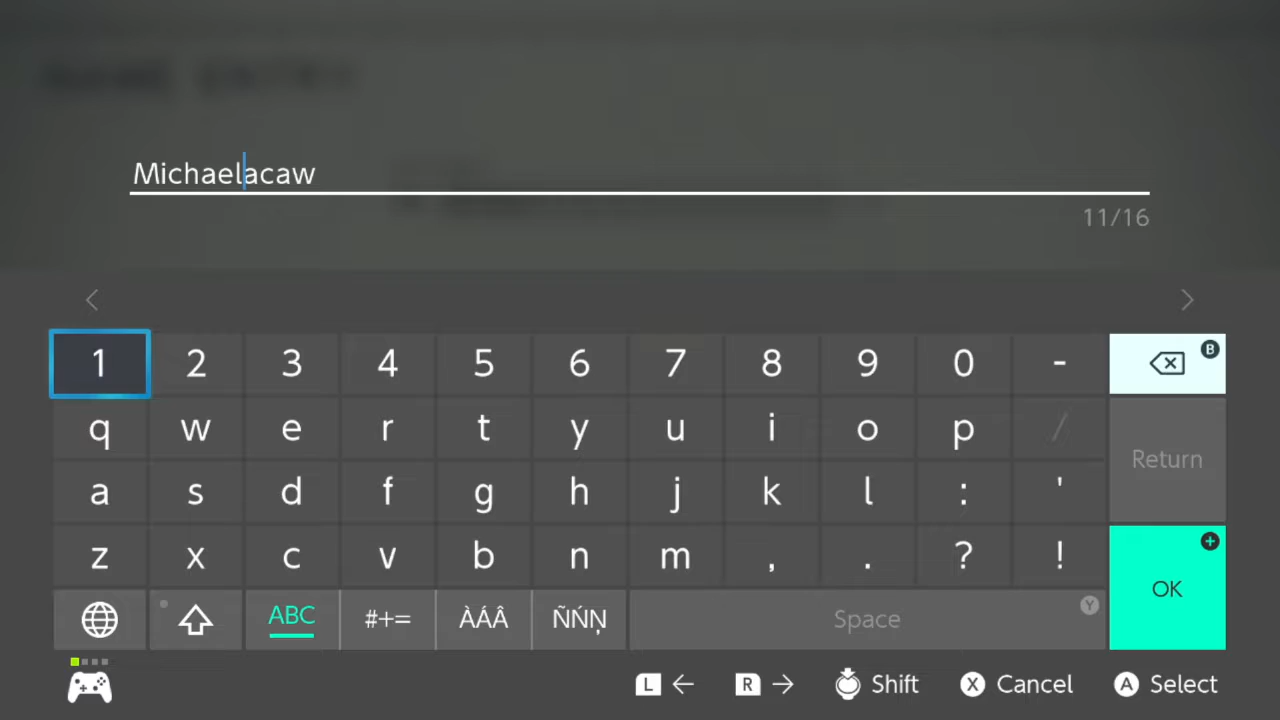 Michaelacaw
11/16
1 2 3 4 5 6 7 8 9 0 - B
q w e r t y u i o p / Return
a s d f g h j k l : '
z x c v b n m , . ? ! OK
ABC #+= ÀÁÂ ÑŃŅ Space Y
L ← R → Shift X Cancel A Select